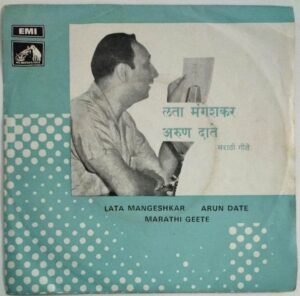 EMI
लता मंगेशकर
अरुण दाते
मराठी गीते
LATA MANGESHKAR ARUN DATE
MARATHI GEETE